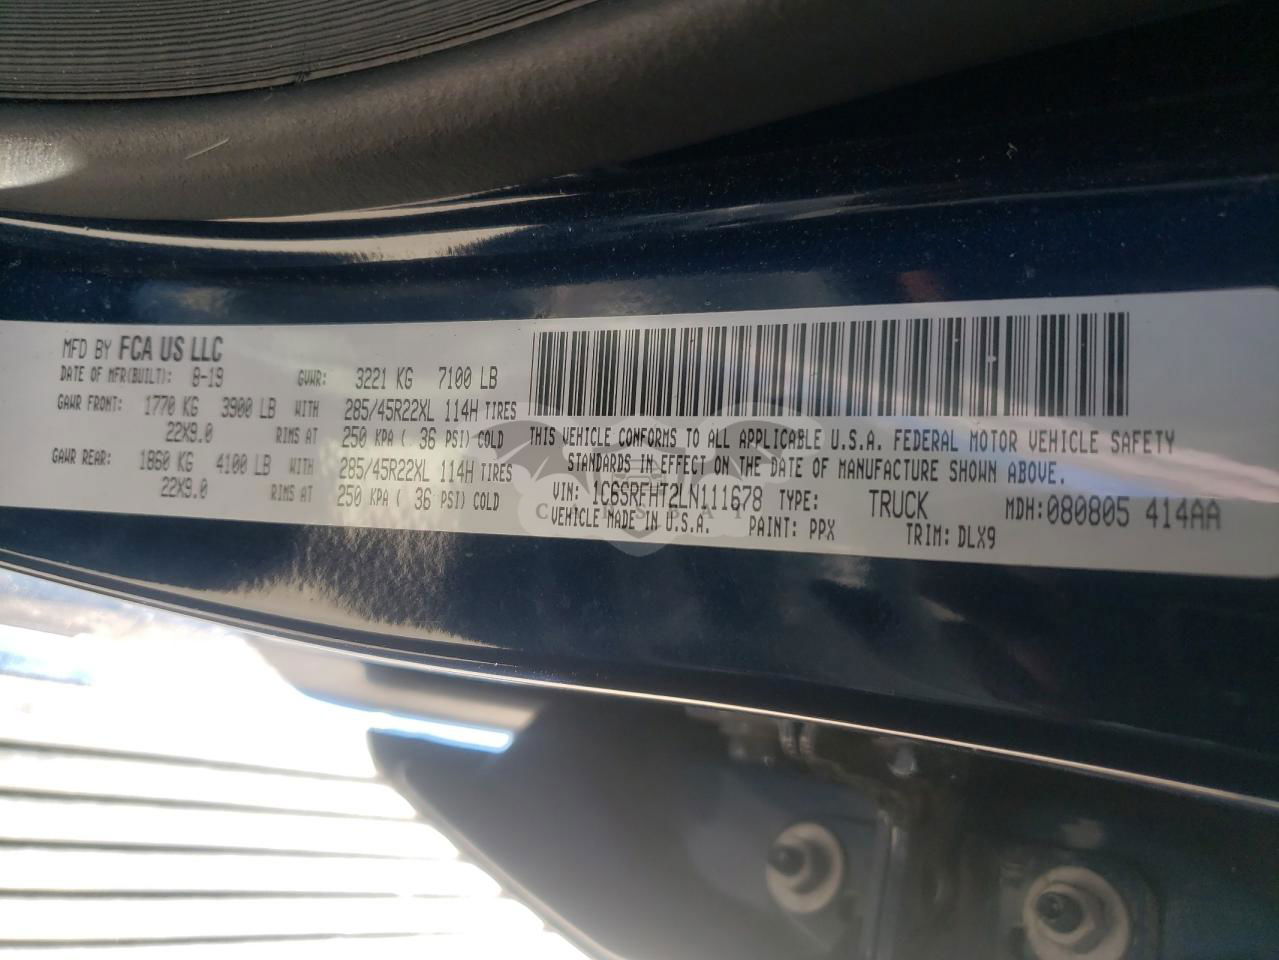 MFD BY FCA US LLC
DATE OF MFR(BUILT): 8-19 GVWR: 3221 KG 7100 LB
GAWR FRONT: 1770 KG 3900 LB WITH 285/45R22XL 114H TIRES
22X9.0 RIMS AT 250 KPA ( 36 PSI) COLD
GAWR REAR: 1860 KG 4100 LB WITH 285/45R22XL 114H TIRES
22X9.0 RIMS AT 250 KPA ( 36 PSI) COLD
THIS VEHICLE CONFORMS TO ALL APPLICABLE U.S.A. FEDERAL MOTOR VEHICLE SAFETY
STANDARDS IN EFFECT ON THE DATE OF MANUFACTURE SHOWN ABOVE.
VIN: 1C6SRFHT2LN111678 TYPE: TRUCK MDH: 080805 414AA
VEHICLE MADE IN U.S.A. PAINT: PPX TRIM: DLX9